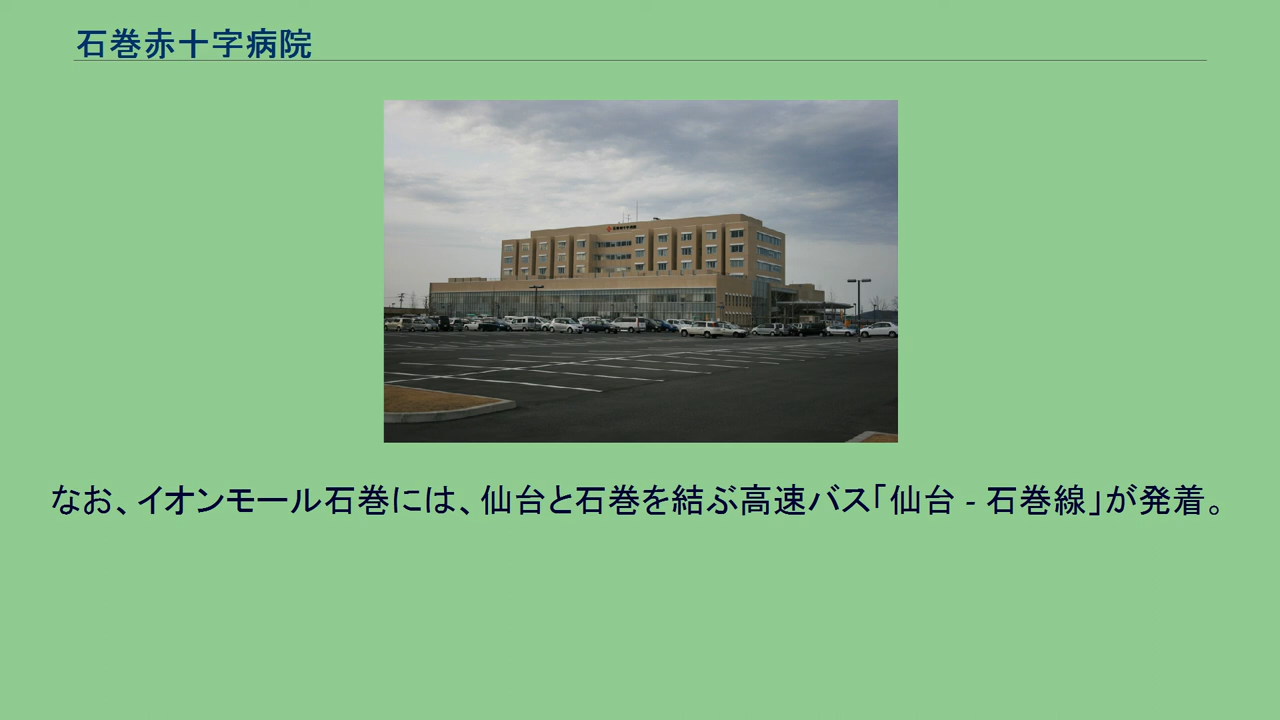 石巻赤十字病院
なお、イオンモール石巻には、仙台と石巻を結ぶ高速バス「仙台 - 石巻線」が発着。